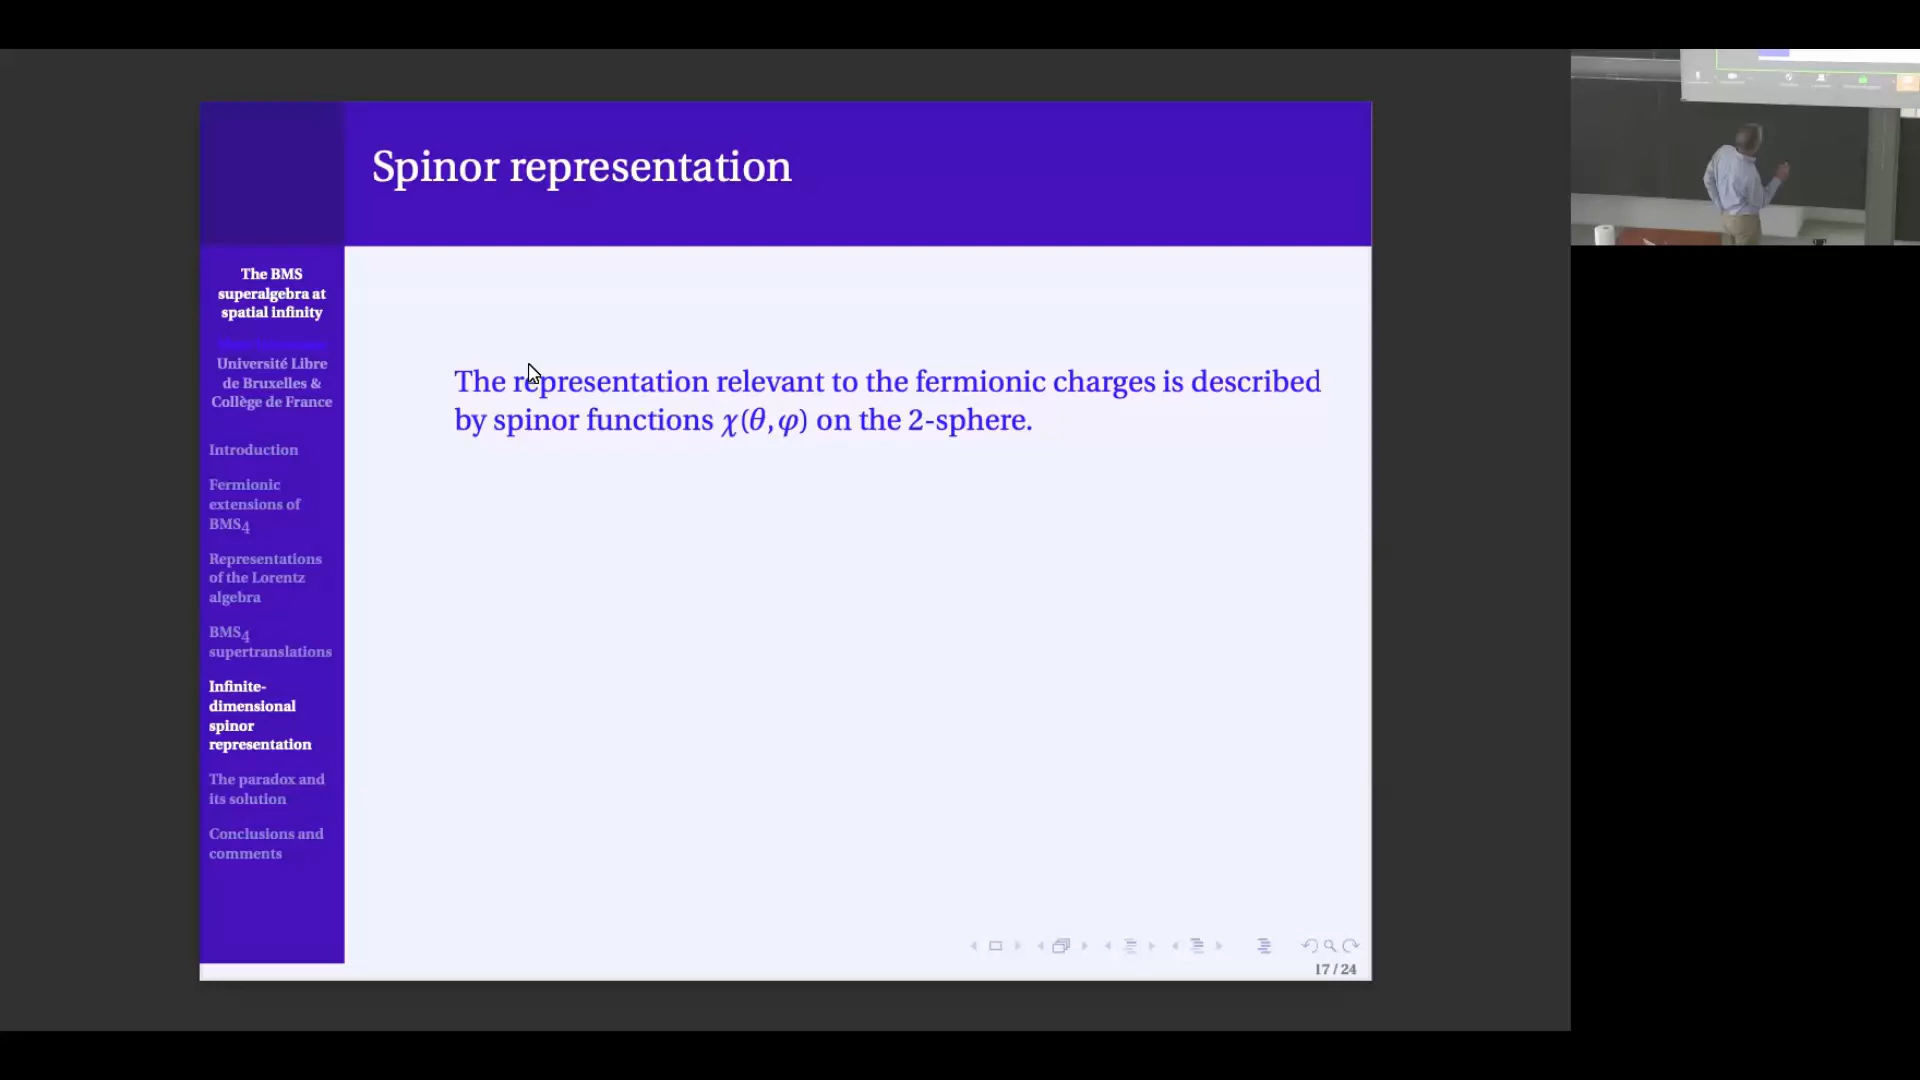 Spinor representation
The BMS
superalgebra at
spatial infinity
Université Libre
de Bruxelles &
Collège de France
Introduction
Fermionic
extensions of
BMS₄
Representations
of the Lorentz
algebra
BMS₄
supertranslations
Infinite-
dimensional
spinor
representation
The paradox and
its solution
Conclusions and
comments
The representation relevant to the fermionic charges is described
by spinor functions χ(θ,φ) on the 2-sphere.
17 / 24